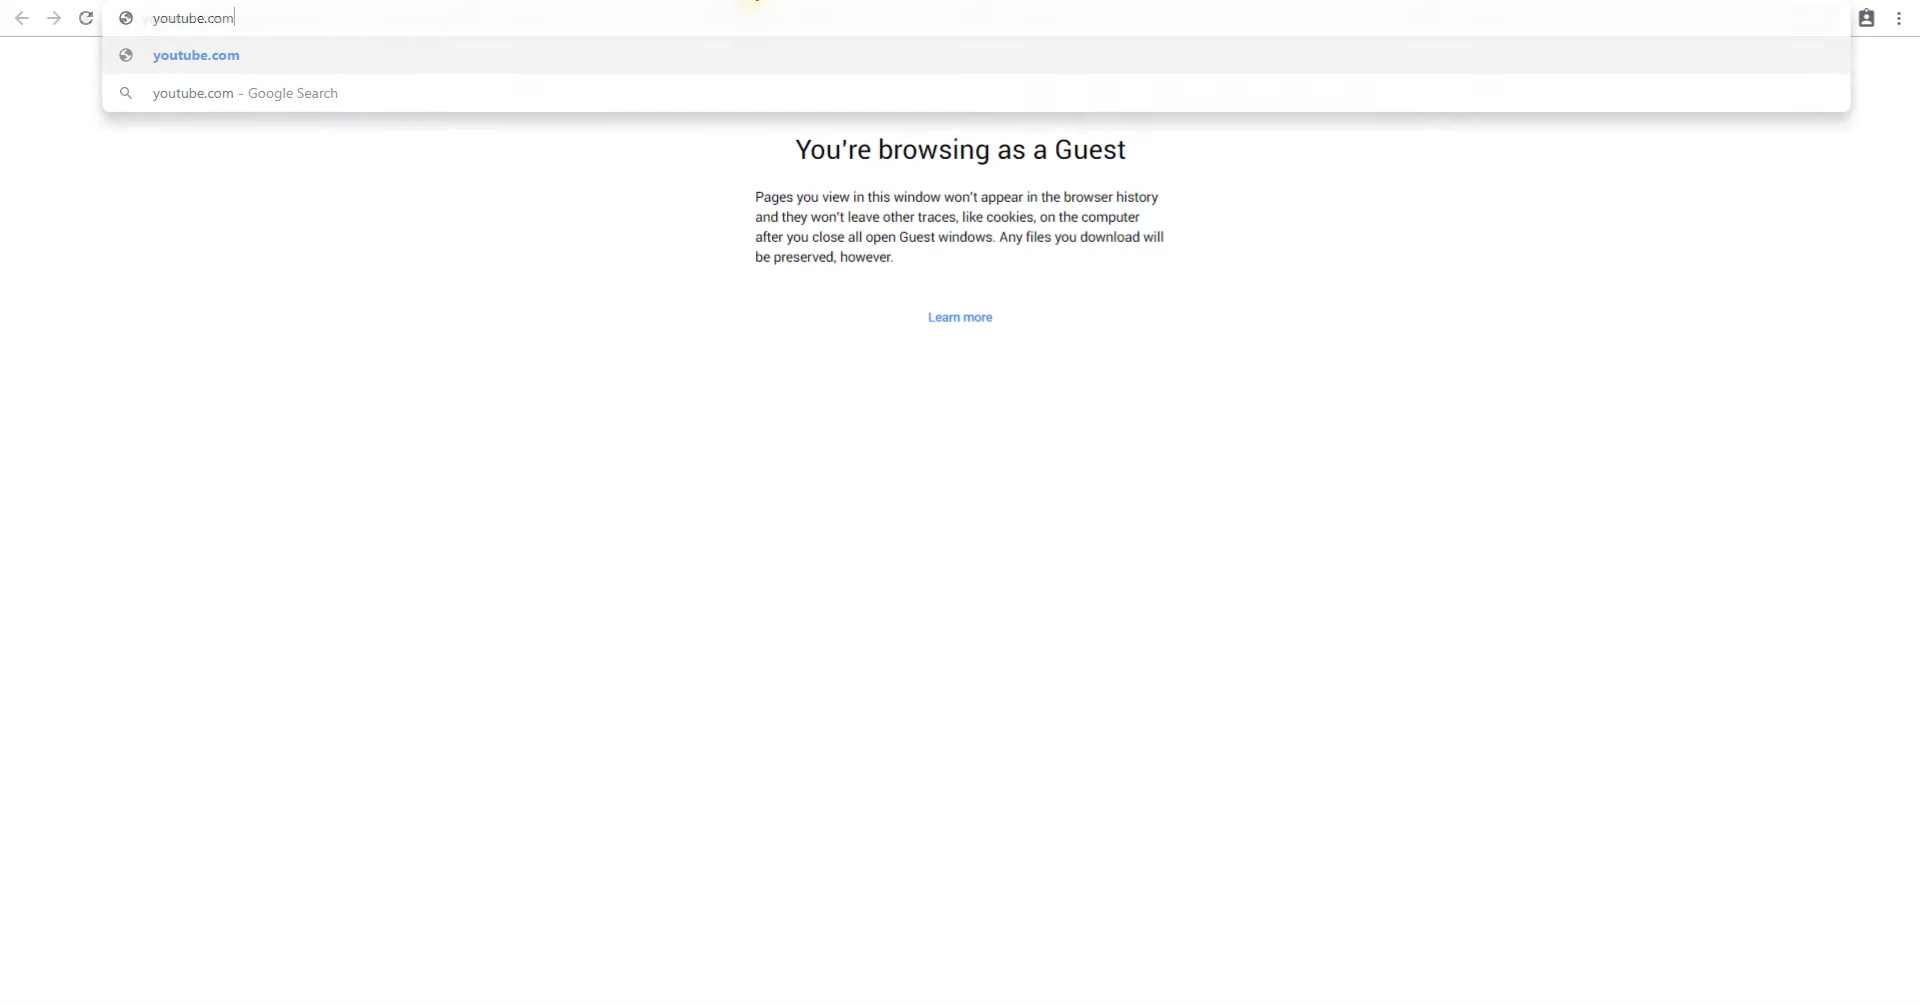 youtube.com
youtube.com
youtube.com - Google Search
You're browsing as a Guest
Pages you view in this window won't appear in the browser history
and they won't leave other traces, like cookies, on the computer
after you close all open Guest windows. Any files you download will
be preserved, however.
Learn more